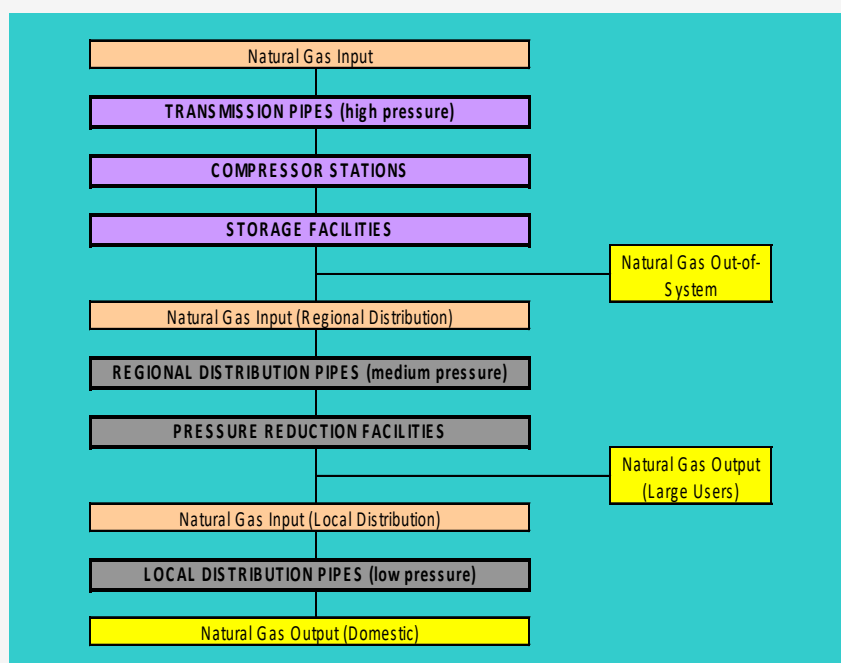 Natural Gas Input
TRANSMISSION PIPES (high pressure)
COMPRESSOR STATIONS
STORAGE FACILITIES
Natural Gas Out-of-
System
Natural Gas Input (Regional Distribution)
REGIONAL DISTRIBUTION PIPES (medium pressure)
PRESSURE REDUCTION FACILITIES
Natural Gas Output
(Large Users)
Natural Gas Input (Local Distribution)
LOCAL DISTRIBUTION PIPES (low pressure)
Natural Gas Output (Domestic)